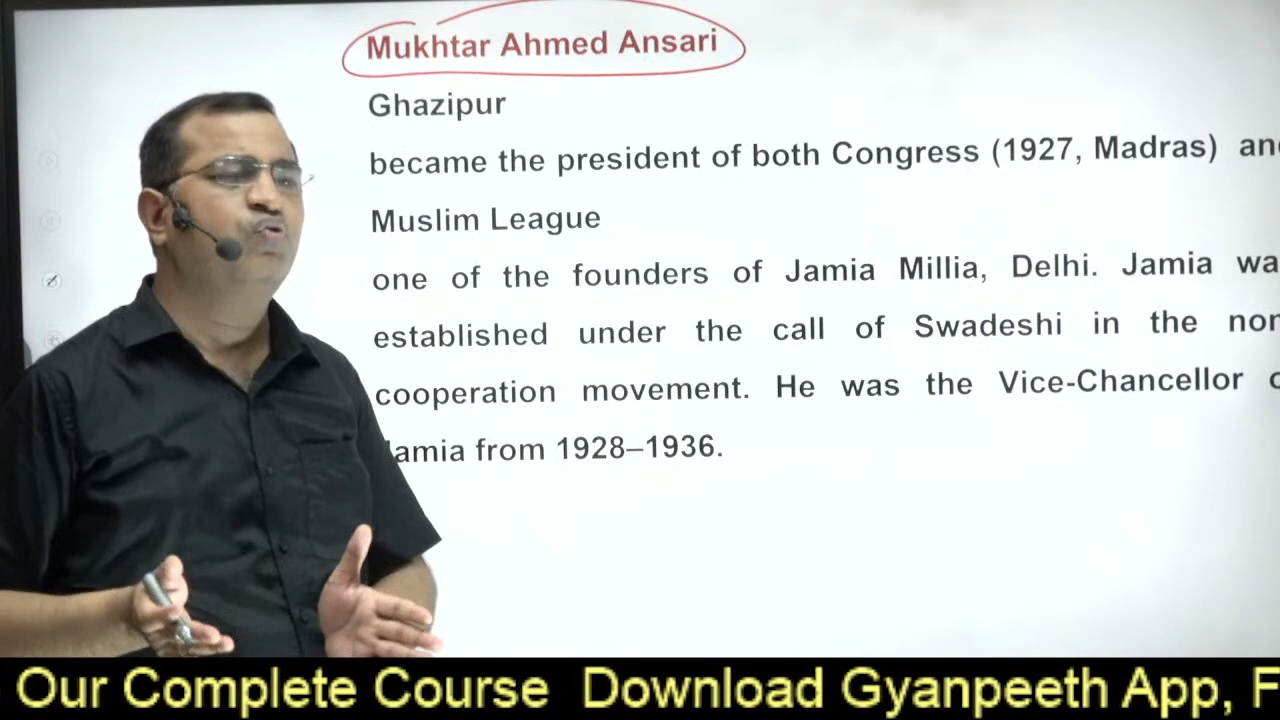 Mukhtar Ahmed Ansari
Ghazipur
became the president of both Congress (1927, Madras)
Muslim League
one of the founders of Jamia Millia, Delhi. Jamia
established under the call of Swadeshi in the
cooperation movement. He was the Vice-Chancellor
Jamia from 1928–1936.
Our Complete Course Download Gyanpeeth App,